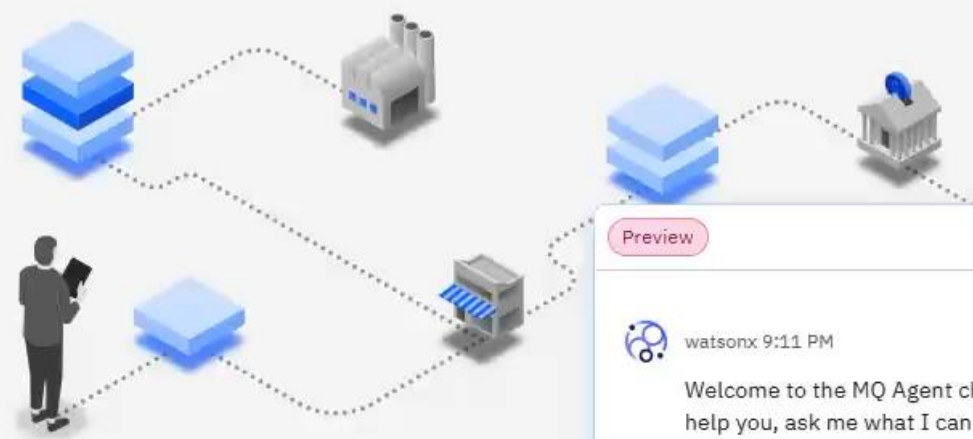 Preview
watsonx 9:11 PM
Welcome to the MQ Agent
help you, ask me what I can